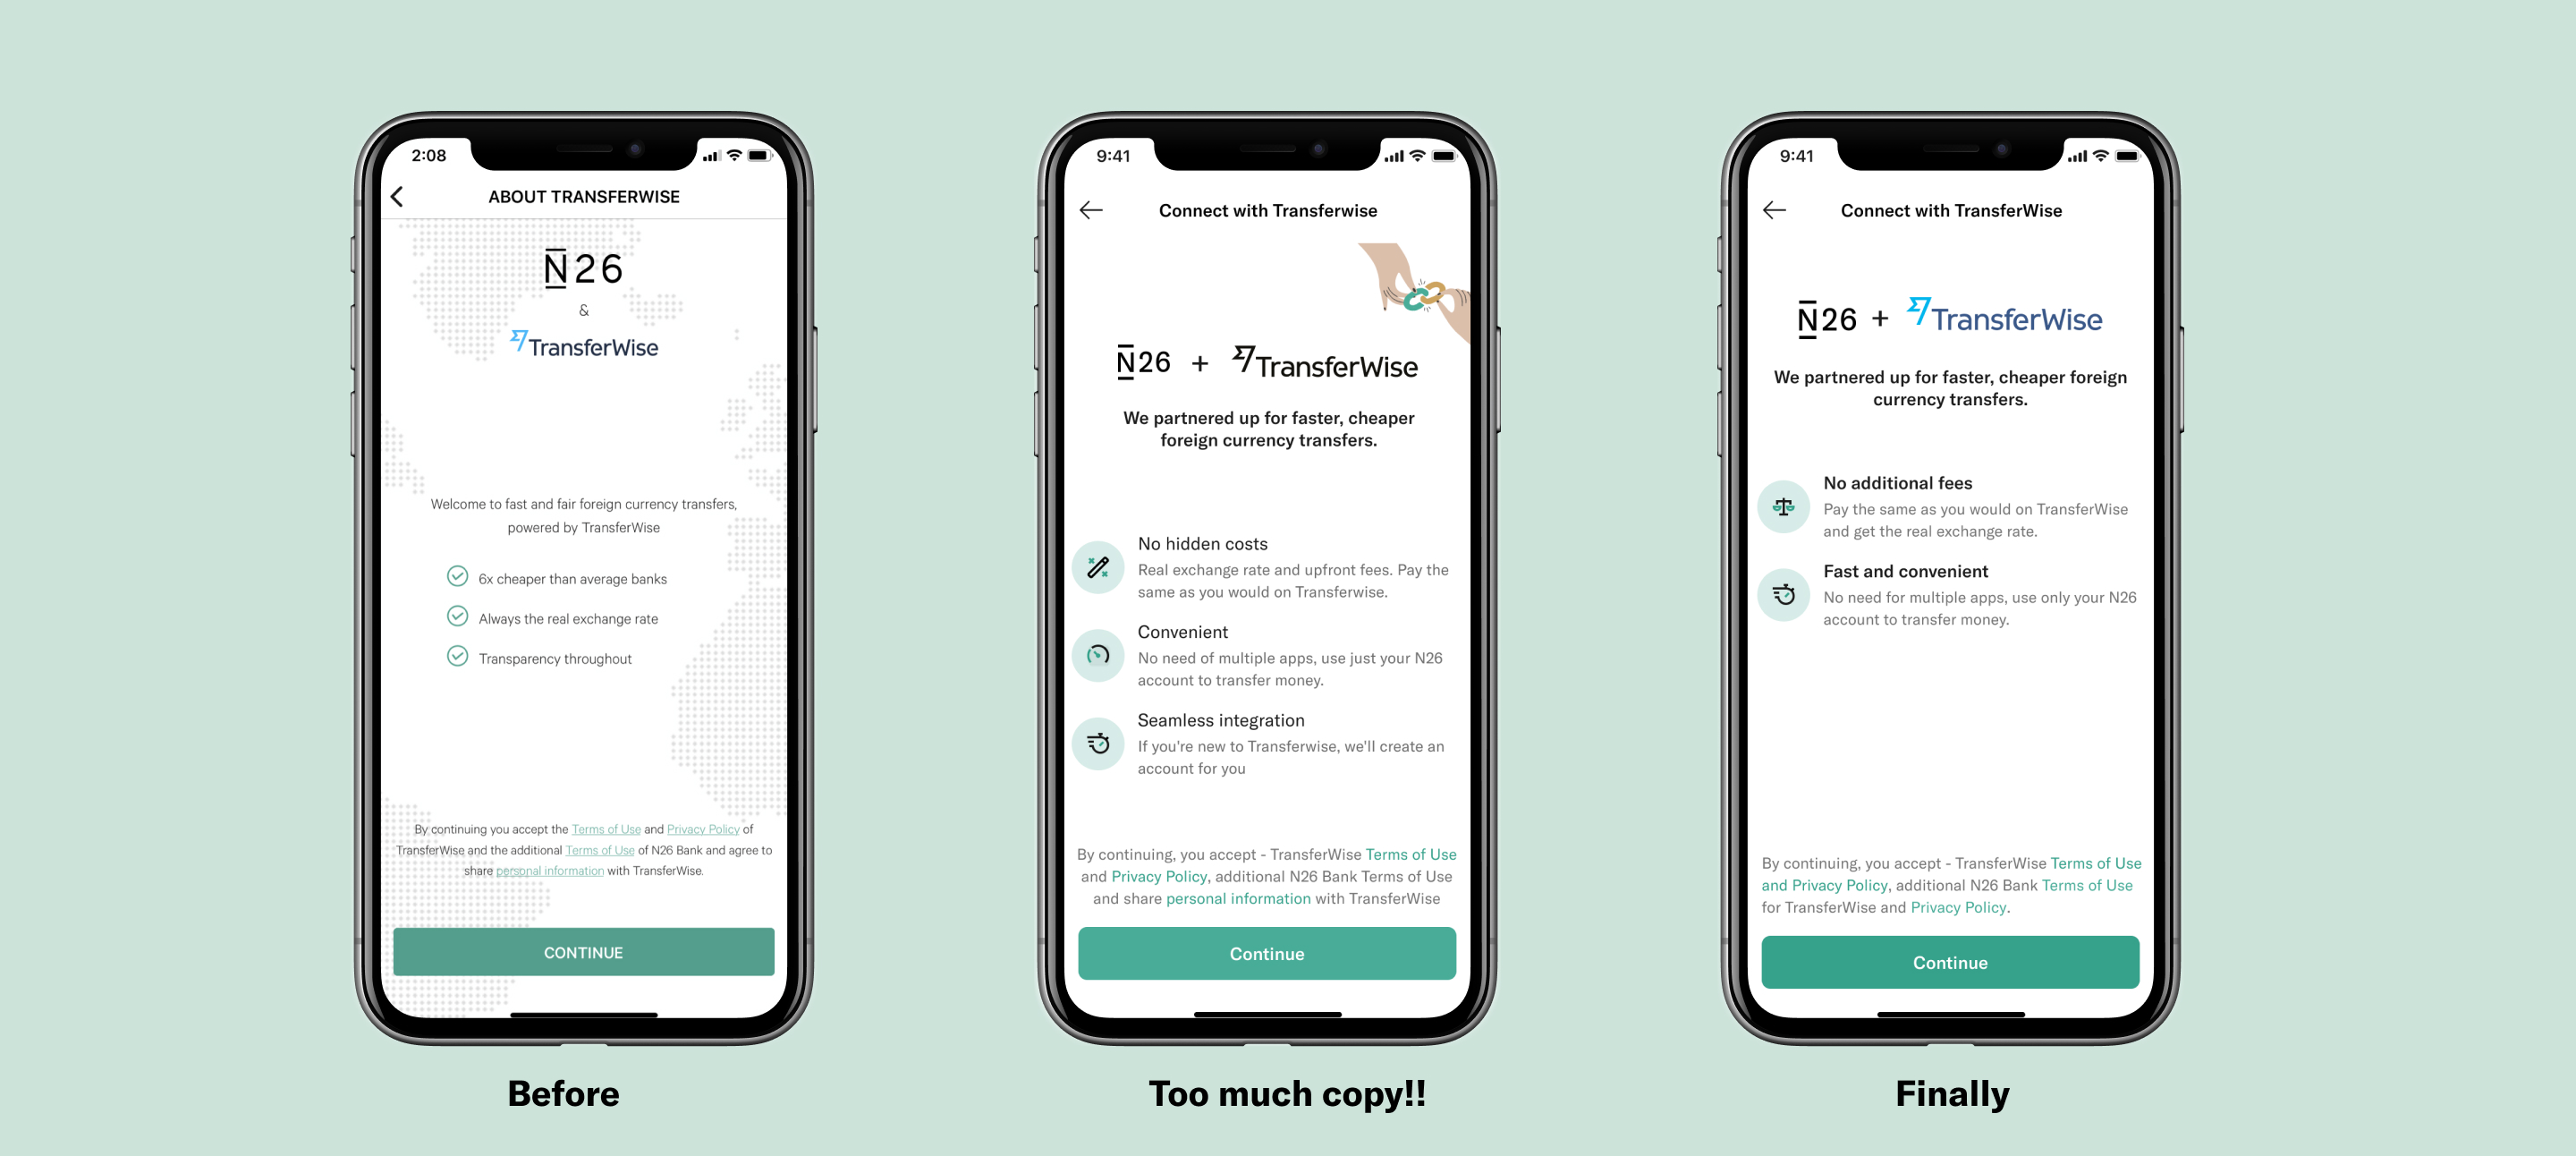 2:08
ABOUT TRANSFERWISE
N26
&
TransferWise
Welcome to fast and fair foreign currency transfers,
powered by TransferWise
6x cheaper than average banks
Always the real exchange rate
Transparency throughout
By continuing you accept the Terms of Use and Privacy Policy of
TransferWise and the additional Terms of Use of N26 Bank and agree to
share personal information with TransferWise.
CONTINUE
Before
9:41
Connect with Transferwise
N26 + TransferWise
We partnered up for faster, cheaper
foreign currency transfers.
No hidden costs
Real exchange rate and upfront fees. Pay the
same as you would on Transferwise.
Convenient
No need of multiple apps, use just your N26
account to transfer money.
Seamless integration
If you're new to Transferwise, we'll create an
account for you
By continuing, you accept - TransferWise Terms of Use
and Privacy Policy, additional N26 Bank Terms of Use
and share personal information with TransferWise
Continue
Too much copy!!
9:41
Connect with TransferWise
N26 + TransferWise
We partnered up for faster, cheaper foreign
currency transfers.
No additional fees
Pay the same as you would on TransferWise
and get the real exchange rate.
Fast and convenient
No need for multiple apps, use only your N26
account to transfer money.
By continuing, you accept - TransferWise Terms of Use
and Privacy Policy, additional N26 Bank Terms of Use
for TransferWise and Privacy Policy.
Continue
Finally